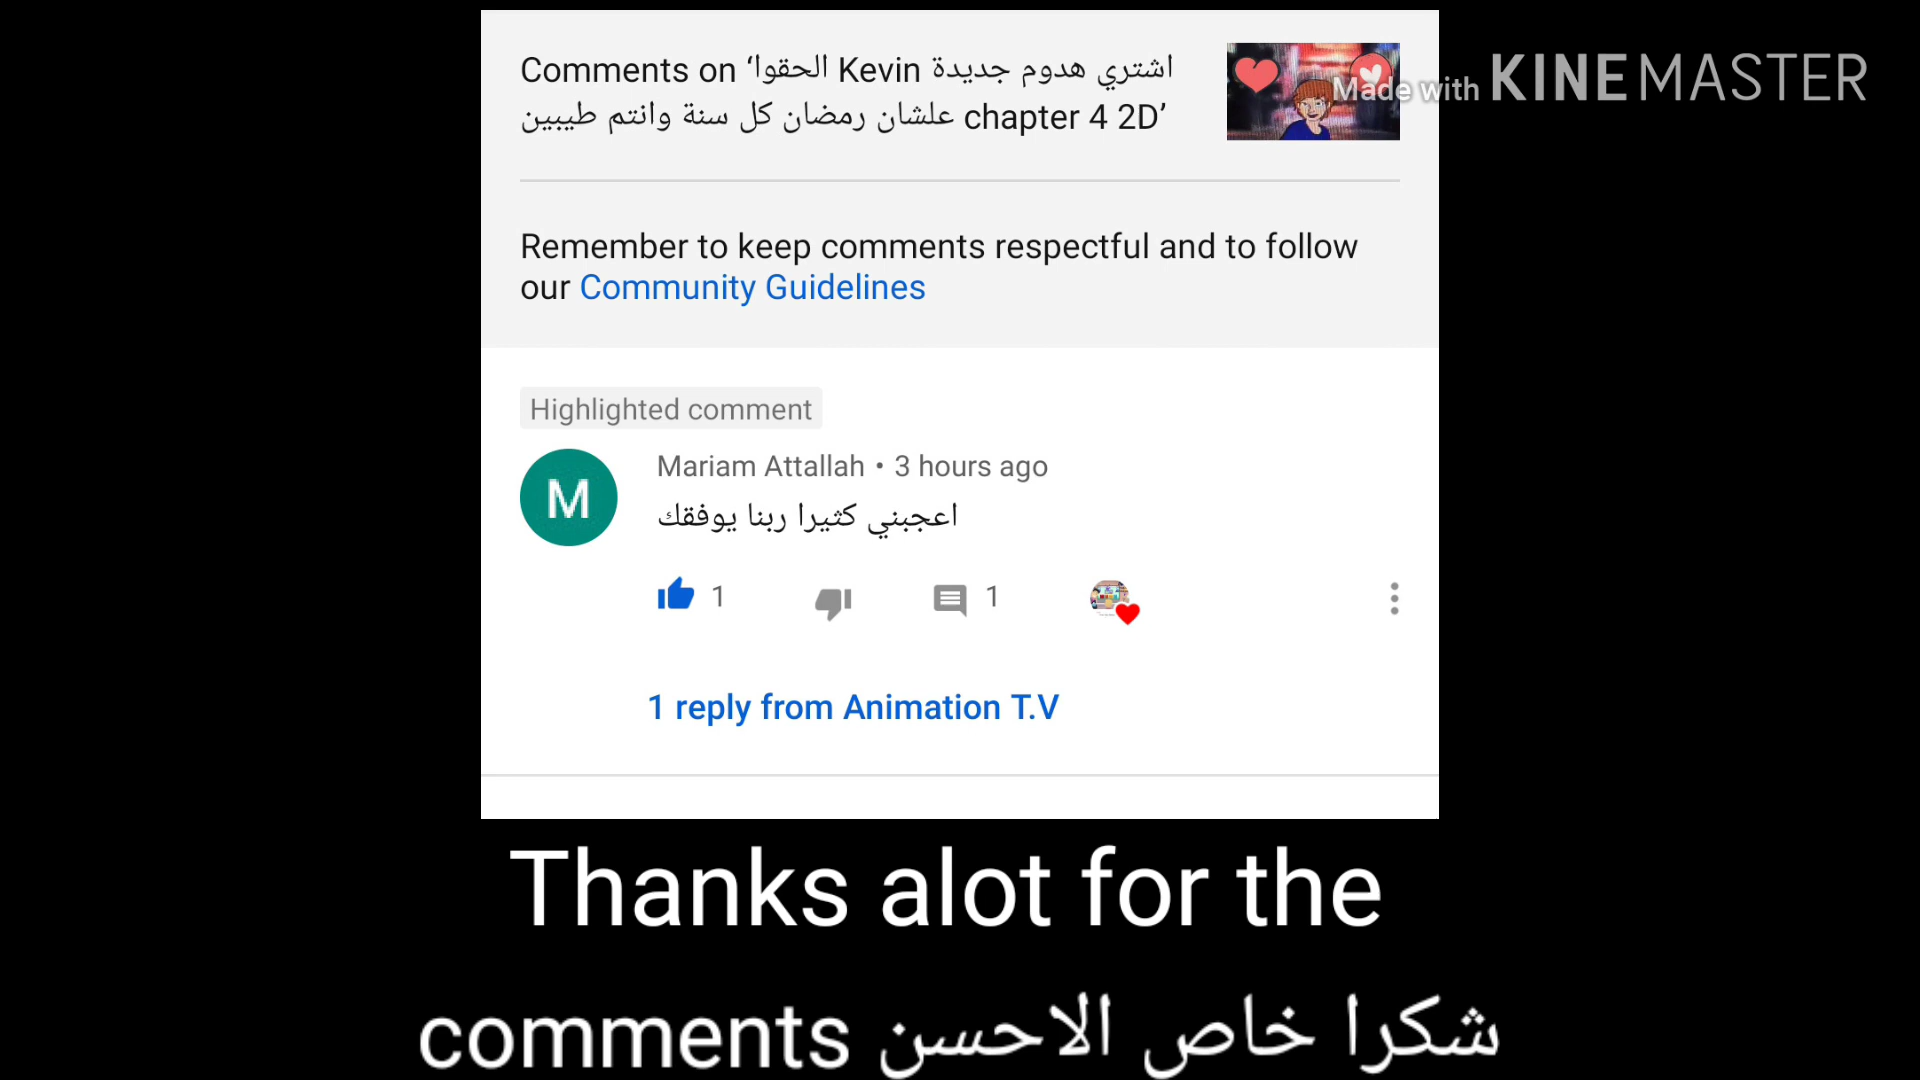 Comments on ‘الحقوا Kevin اشتري هدوم جديدة
علشان رمضان كل سنة وانتم طيبين chapter 4 2D’
Made with KINEMASTER
Remember to keep comments respectful and to follow
our Community Guidelines
Highlighted comment
M
Mariam Attallah • 3 hours ago
اعجبني كثيرا ربنا يوفقك
1 1
1 reply from Animation T.V
Thanks alot for the
comments شكرا خاص الاحسن